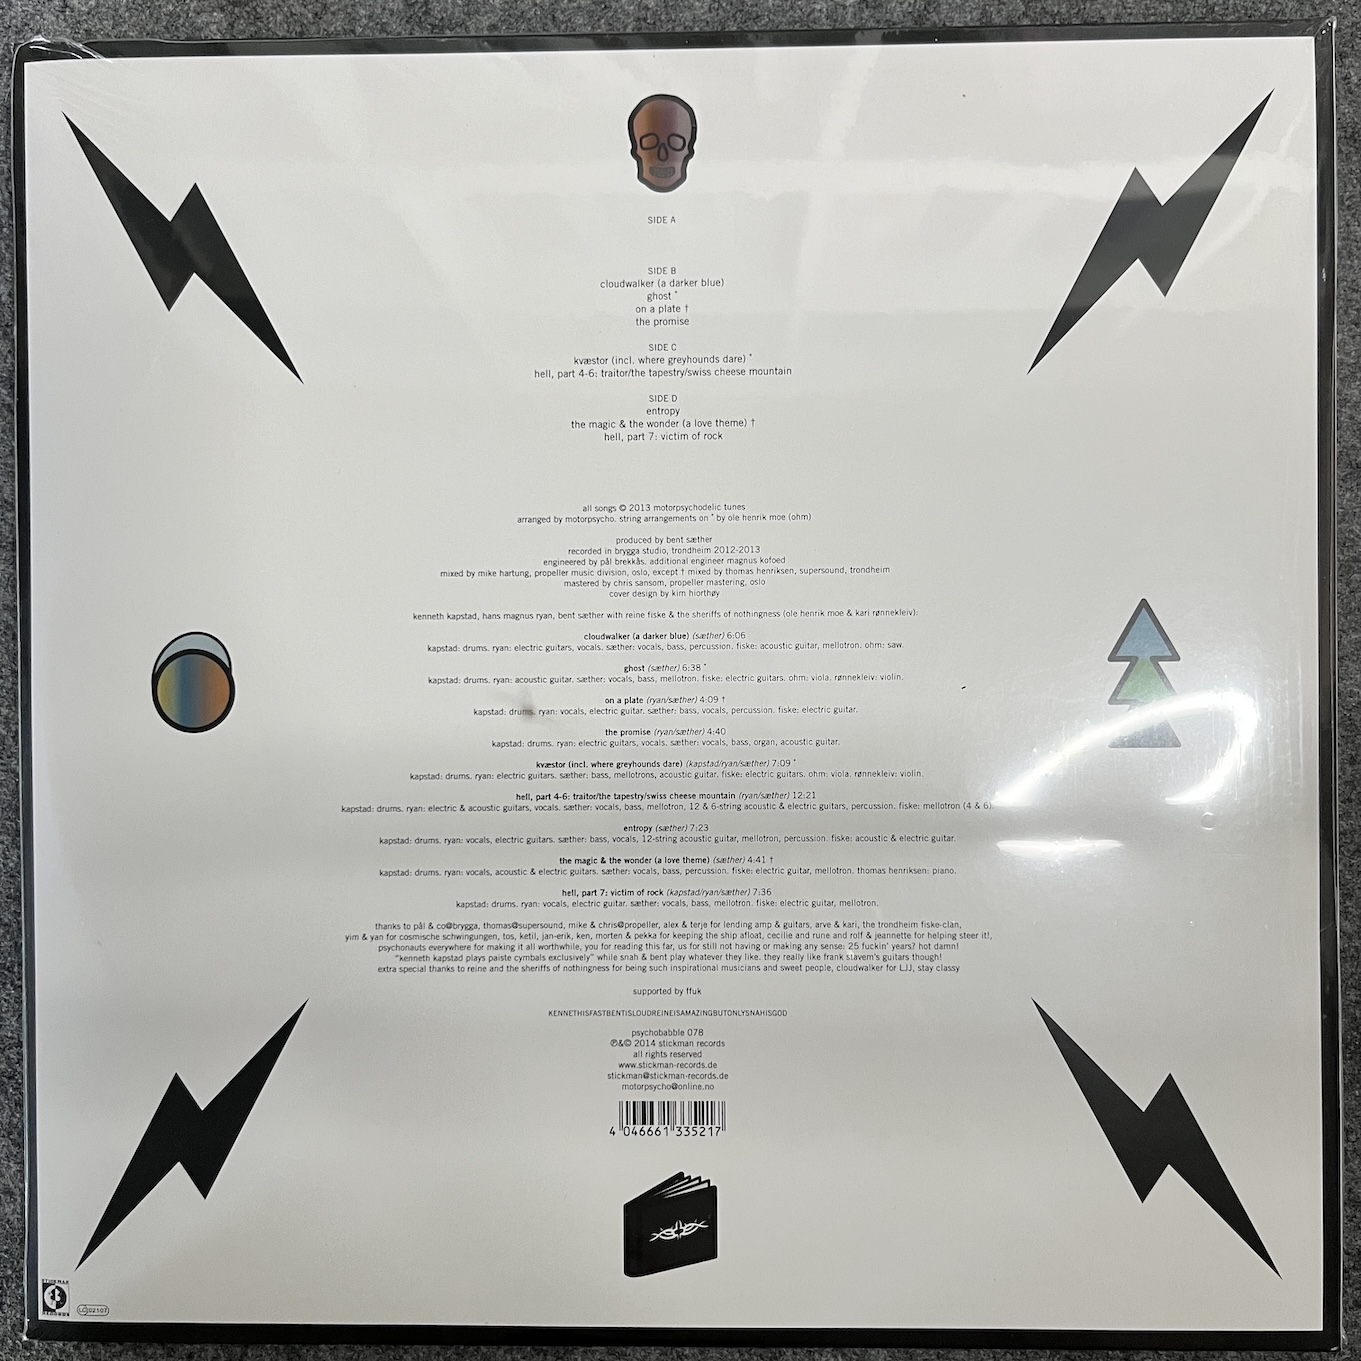 SIDE A
SIDE B
cloudwalker (a darker blue)
ghost *
on a plate †
the promise
SIDE C
kvæstor (incl. where greyhounds dare) *
hell, part 4-6: traitor/the tapestry/swiss cheese mountain
SIDE D
entropy
the magic & the wonder (a love theme) †
hell, part 7: victim of rock
all songs © 2013 motorpsychodelic tunes
arranged by motorpsycho. string arrangements on * by ole henrik moe (ohm)
produced by bent sæther
recorded in brygga studio, trondheim 2012-2013
engineered by pål brekkås. additional engineer magnus kofoed
mixed by mike hartung, propeller music division, oslo, except † mixed by thomas henriksen, supersound, trondheim
mastered by chris sansom, propeller mastering, oslo
cover design by kim hiorthøy
kenneth kapstad, hans magnus ryan, bent sæther with reine fiske & the sheriffs of nothingness (ole henrik moe & kari rønnekleiv):
cloudwalker (a darker blue) (sæther) 6:06
kapstad: drums. ryan: electric guitars, vocals. sæther: vocals, bass, percussion. fiske: acoustic guitar, mellotron. ohm: saw.
ghost (sæther) 6:38 *
kapstad: drums. ryan: acoustic guitar. sæther: vocals, bass, mellotron. fiske: electric guitars. ohm: viola. rønnekleiv: violin.
on a plate (ryan/sæther) 4:09 †
kapstad: drums. ryan: vocals, electric guitar. sæther: bass, vocals, percussion. fiske: electric guitar.
the promise (ryan/sæther) 4:40
kapstad: drums. ryan: electric guitars, vocals. sæther: vocals, bass, organ, acoustic guitar.
kvæstor (incl. where greyhounds dare) (kapstad/ryan/sæther) 7:09 *
kapstad: drums. ryan: electric guitars. sæther: bass, mellotrons, acoustic guitar. fiske: electric guitars. ohm: viola. rønnekleiv: violin.
hell, part 4-6: traitor/the tapestry/swiss cheese mountain (ryan/sæther) 12:21
kapstad: drums. ryan: electric & acoustic guitars, vocals. sæther: vocals, bass, mellotron, 12 & 6-string acoustic & electric guitars, percussion. fiske: mellotron (4 & 6).
entropy (sæther) 7:23
kapstad: drums. ryan: vocals, electric guitars. sæther: bass, vocals, 12-string acoustic guitar, mellotron, percussion. fiske: acoustic & electric guitar.
the magic & the wonder (a love theme) (sæther) 4:41 †
kapstad: drums. ryan: vocals, acoustic & electric guitars. sæther: vocals, bass, percussion. fiske: electric guitar, mellotron. thomas henriksen: piano.
hell, part 7: victim of rock (kapstad/ryan/sæther) 7:36
kapstad: drums. ryan: vocals, electric guitar. sæther: vocals, bass, mellotron. fiske: electric guitar, mellotron.
thanks to pål & co@brygga, thomas@supersound, mike & chris@propeller, alex & terje for lending amp & guitars, arve & kari, the trondheim fiske-clan,
yim & yan for cosmische schwingungen, tos, ketil, jan-erik, ken, morten & pekka for keeping the ship afloat, cecilie and rune and rolf & jeannette for helping steer it!,
psychonauts everywhere for making it all worthwhile, you for reading this far, us for still not having or making any sense: 25 fuckin' years? hot damn!
"kenneth kapstad plays paiste cymbals exclusively" while snah & bent play whatever they like. they really like frank stavem's guitars though!
extra special thanks to reine and the sheriffs of nothingness for being such inspirational musicians and sweet people, cloudwalker for LJJ, stay classy
supported by ffuk
KENNETHISFASTBENTISLOUDREINEISAMAZINGBUTONLYSNAHISGOD
psychobabble 078
℗&© 2014 stickman records
all rights reserved
www.stickman-records.de
stickman@stickman-records.de
motorpsycho@online.no
4 046661 335217
STICKMAN
RECORDS
LC 02107